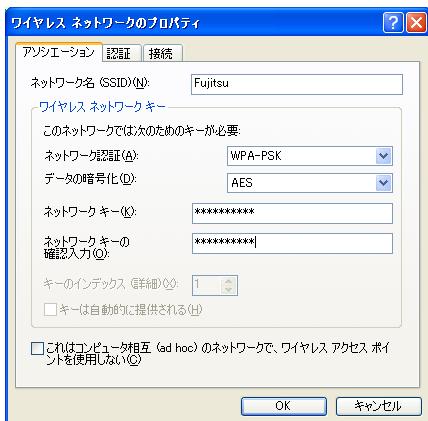 ワイヤレス ネットワークのプロパティ
アソシエーション 認証 接続
ネットワーク名 (SSID)(N): Fujitsu
ワイヤレス ネットワーク キー
このネットワークでは次のためのキーが必要:
ネットワーク認証(A): WPA-PSK
データの暗号化(D): AES
ネットワーク キー(K): **********
ネットワーク キーの
確認入力(O): **********
キーのインデックス (詳細)(X): 1
キーは自動的に提供される(H)
これはコンピュータ相互 (ad hoc) のネットワークで、ワイヤレス アクセス ポイ
ントを使用しない(C)
OK キャンセル